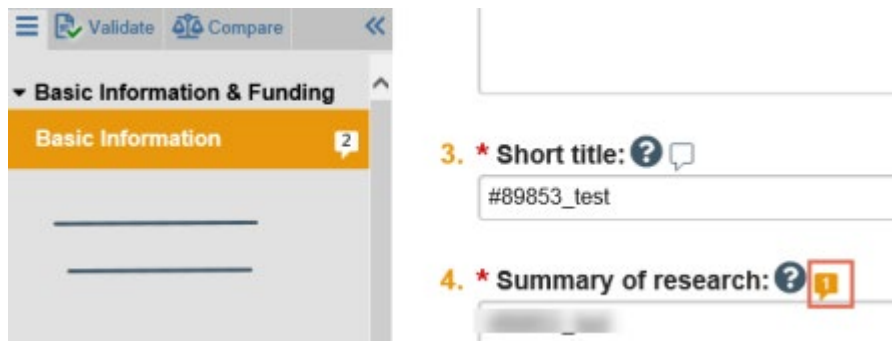 Validate Compare
Basic Information & Funding
Basic Information 2
3. * Short title: ?
#89853_test
4. * Summary of research: ? 1